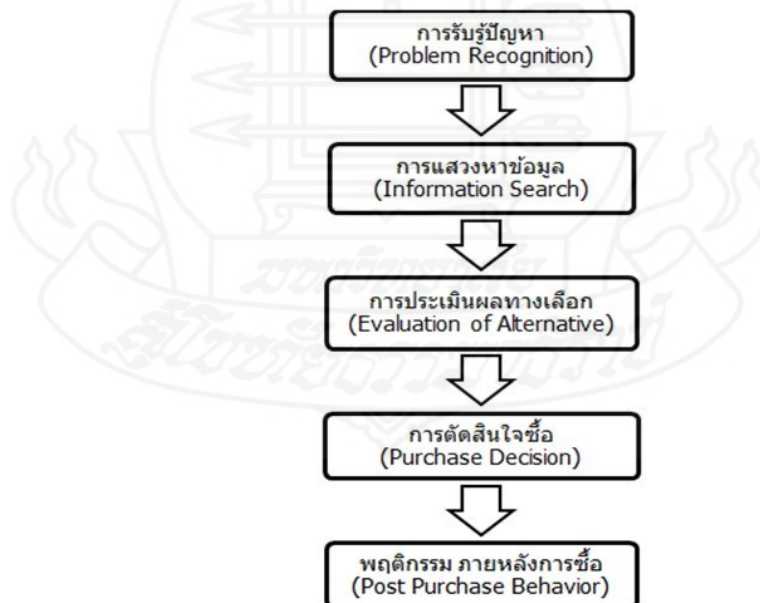 การรับรู้ปัญหา
(Problem Recognition)
การแสวงหาข้อมูล
(Information Search)
การประเมินผลทางเลือก
(Evaluation of Alternative)
การตัดสินใจซื้อ
(Purchase Decision)
พฤติกรรม ภายหลังการซื้อ
(Post Purchase Behavior)